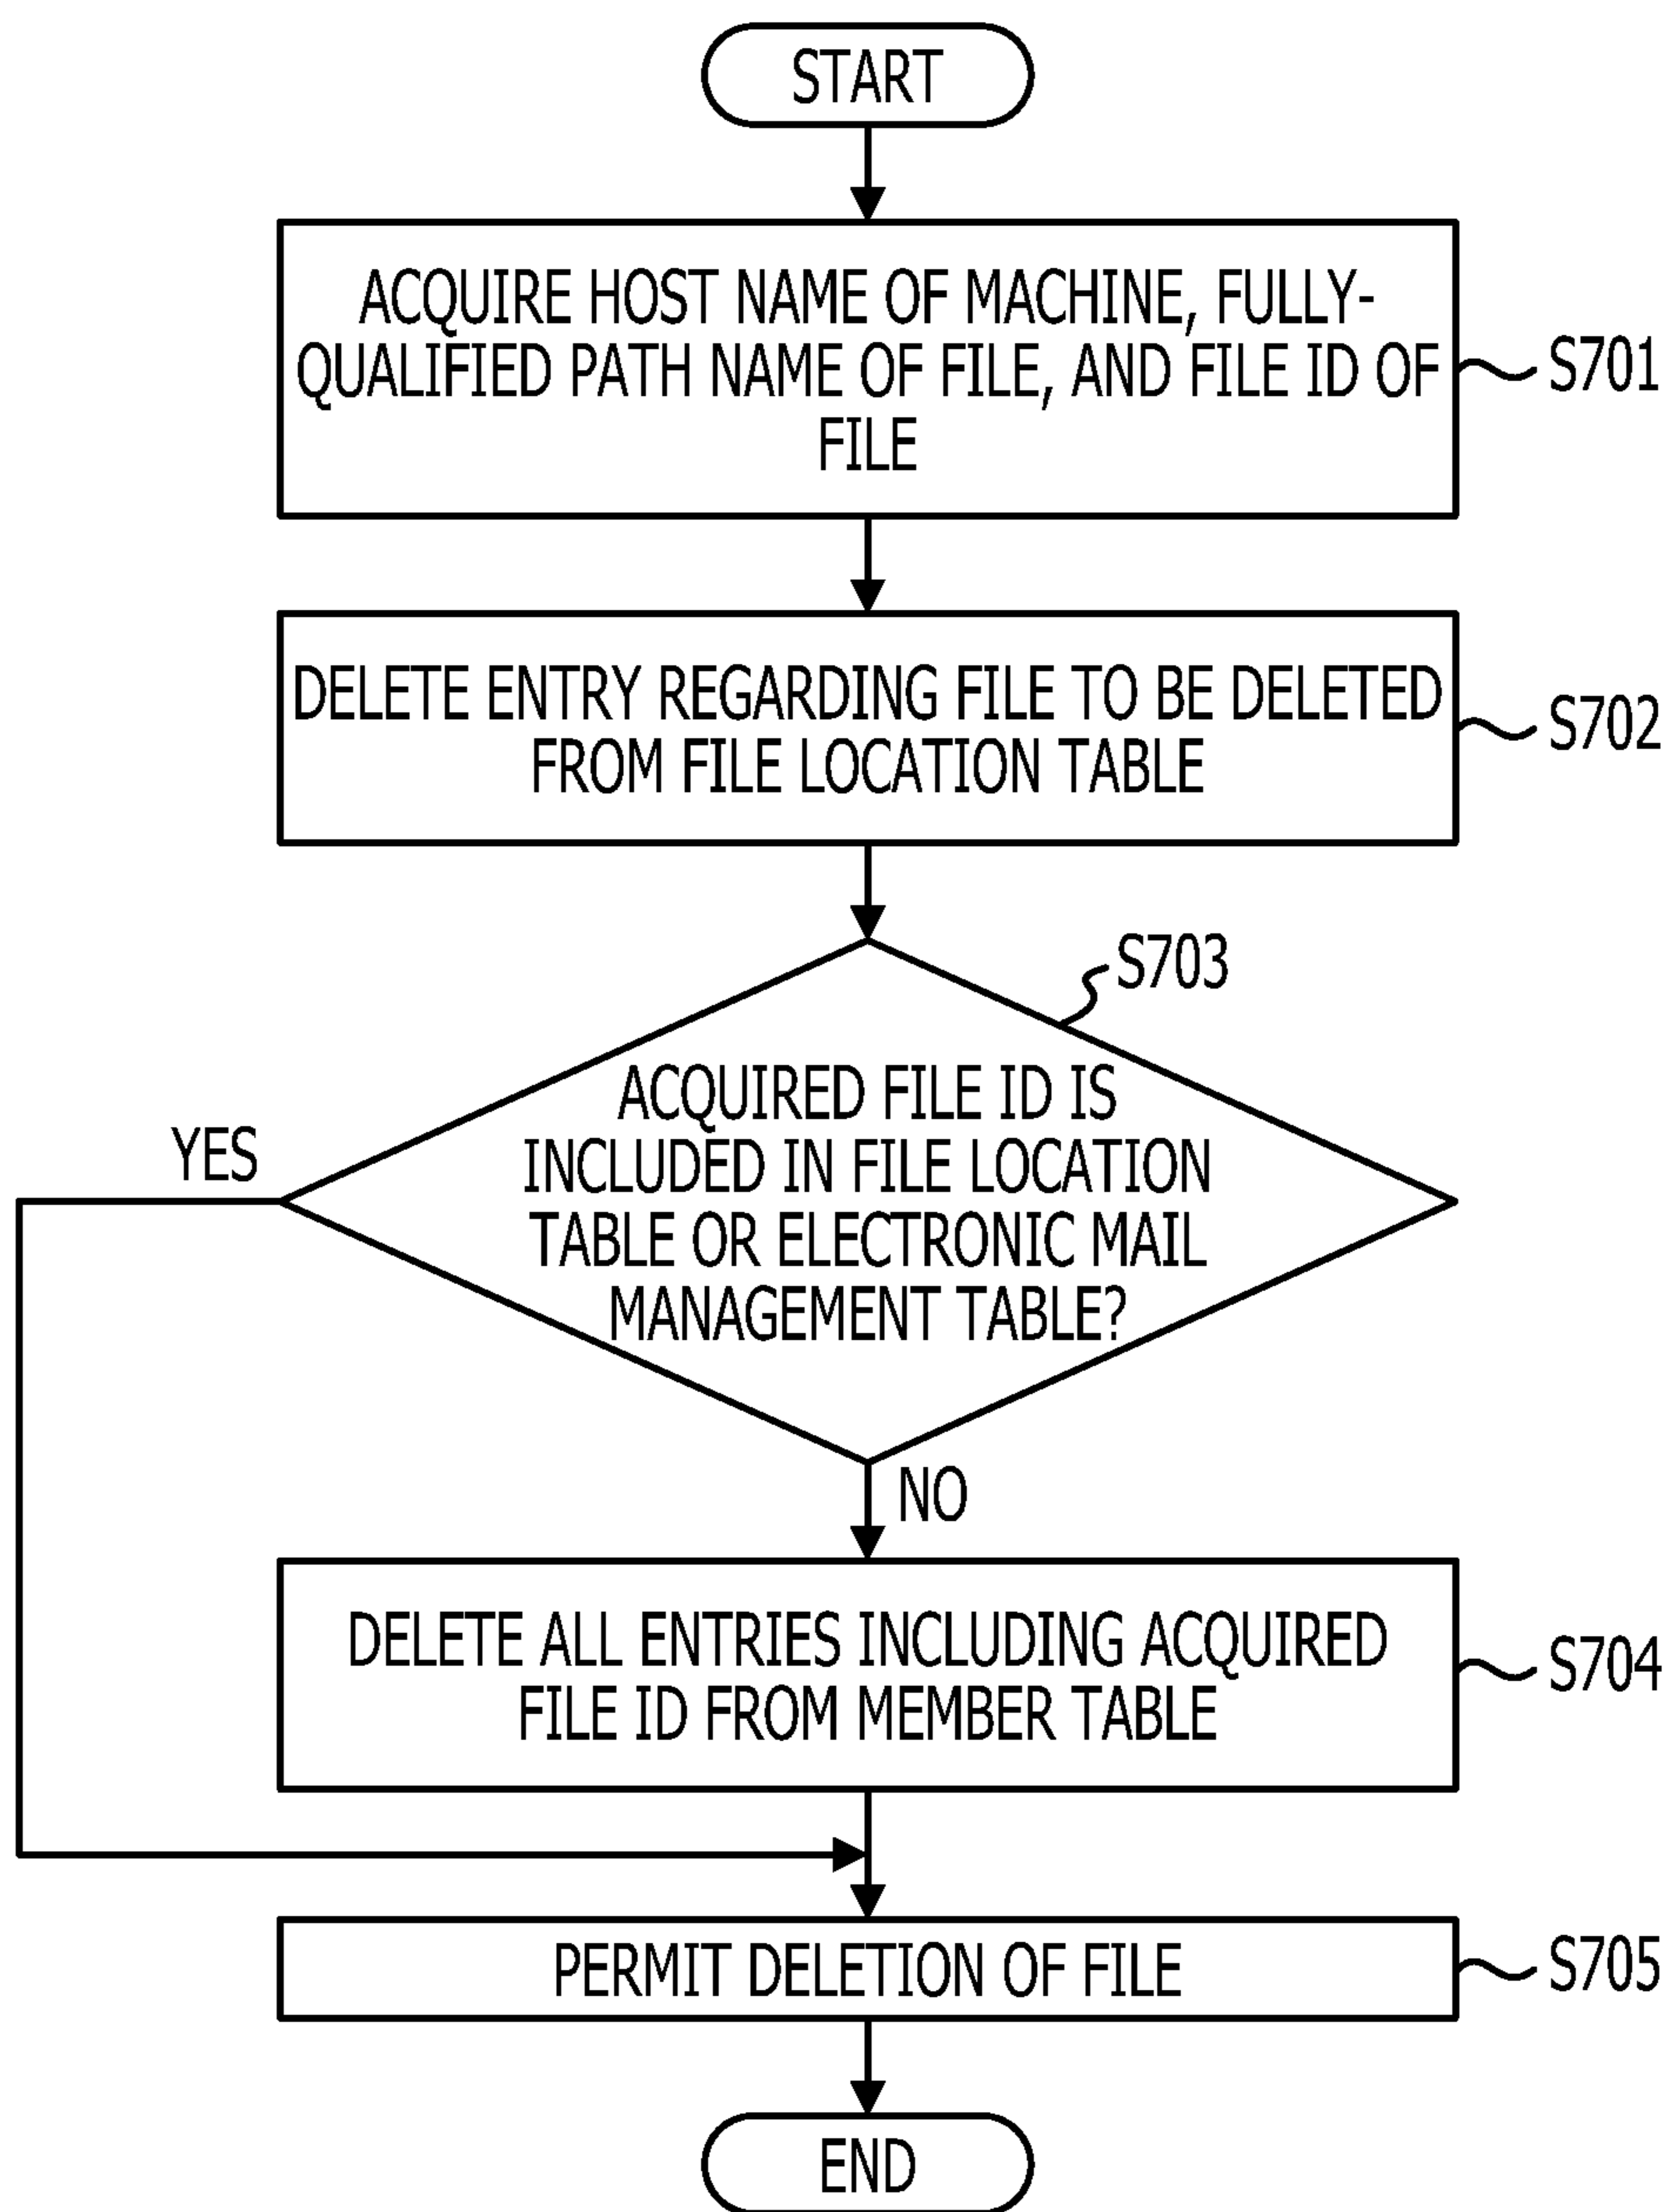 START
ACQUIRE HOST NAME OF MACHINE, FULLY-
QUALIFIED PATH NAME OF FILE, AND FILE ID OF
FILE
S701
DELETE ENTRY REGARDING FILE TO BE DELETED
FROM FILE LOCATION TABLE
S702
S703
ACQUIRED FILE ID IS
INCLUDED IN FILE LOCATION
TABLE OR ELECTRONIC MAIL
MANAGEMENT TABLE?
YES
NO
DELETE ALL ENTRIES INCLUDING ACQUIRED
FILE ID FROM MEMBER TABLE
S704
PERMIT DELETION OF FILE
S705
END